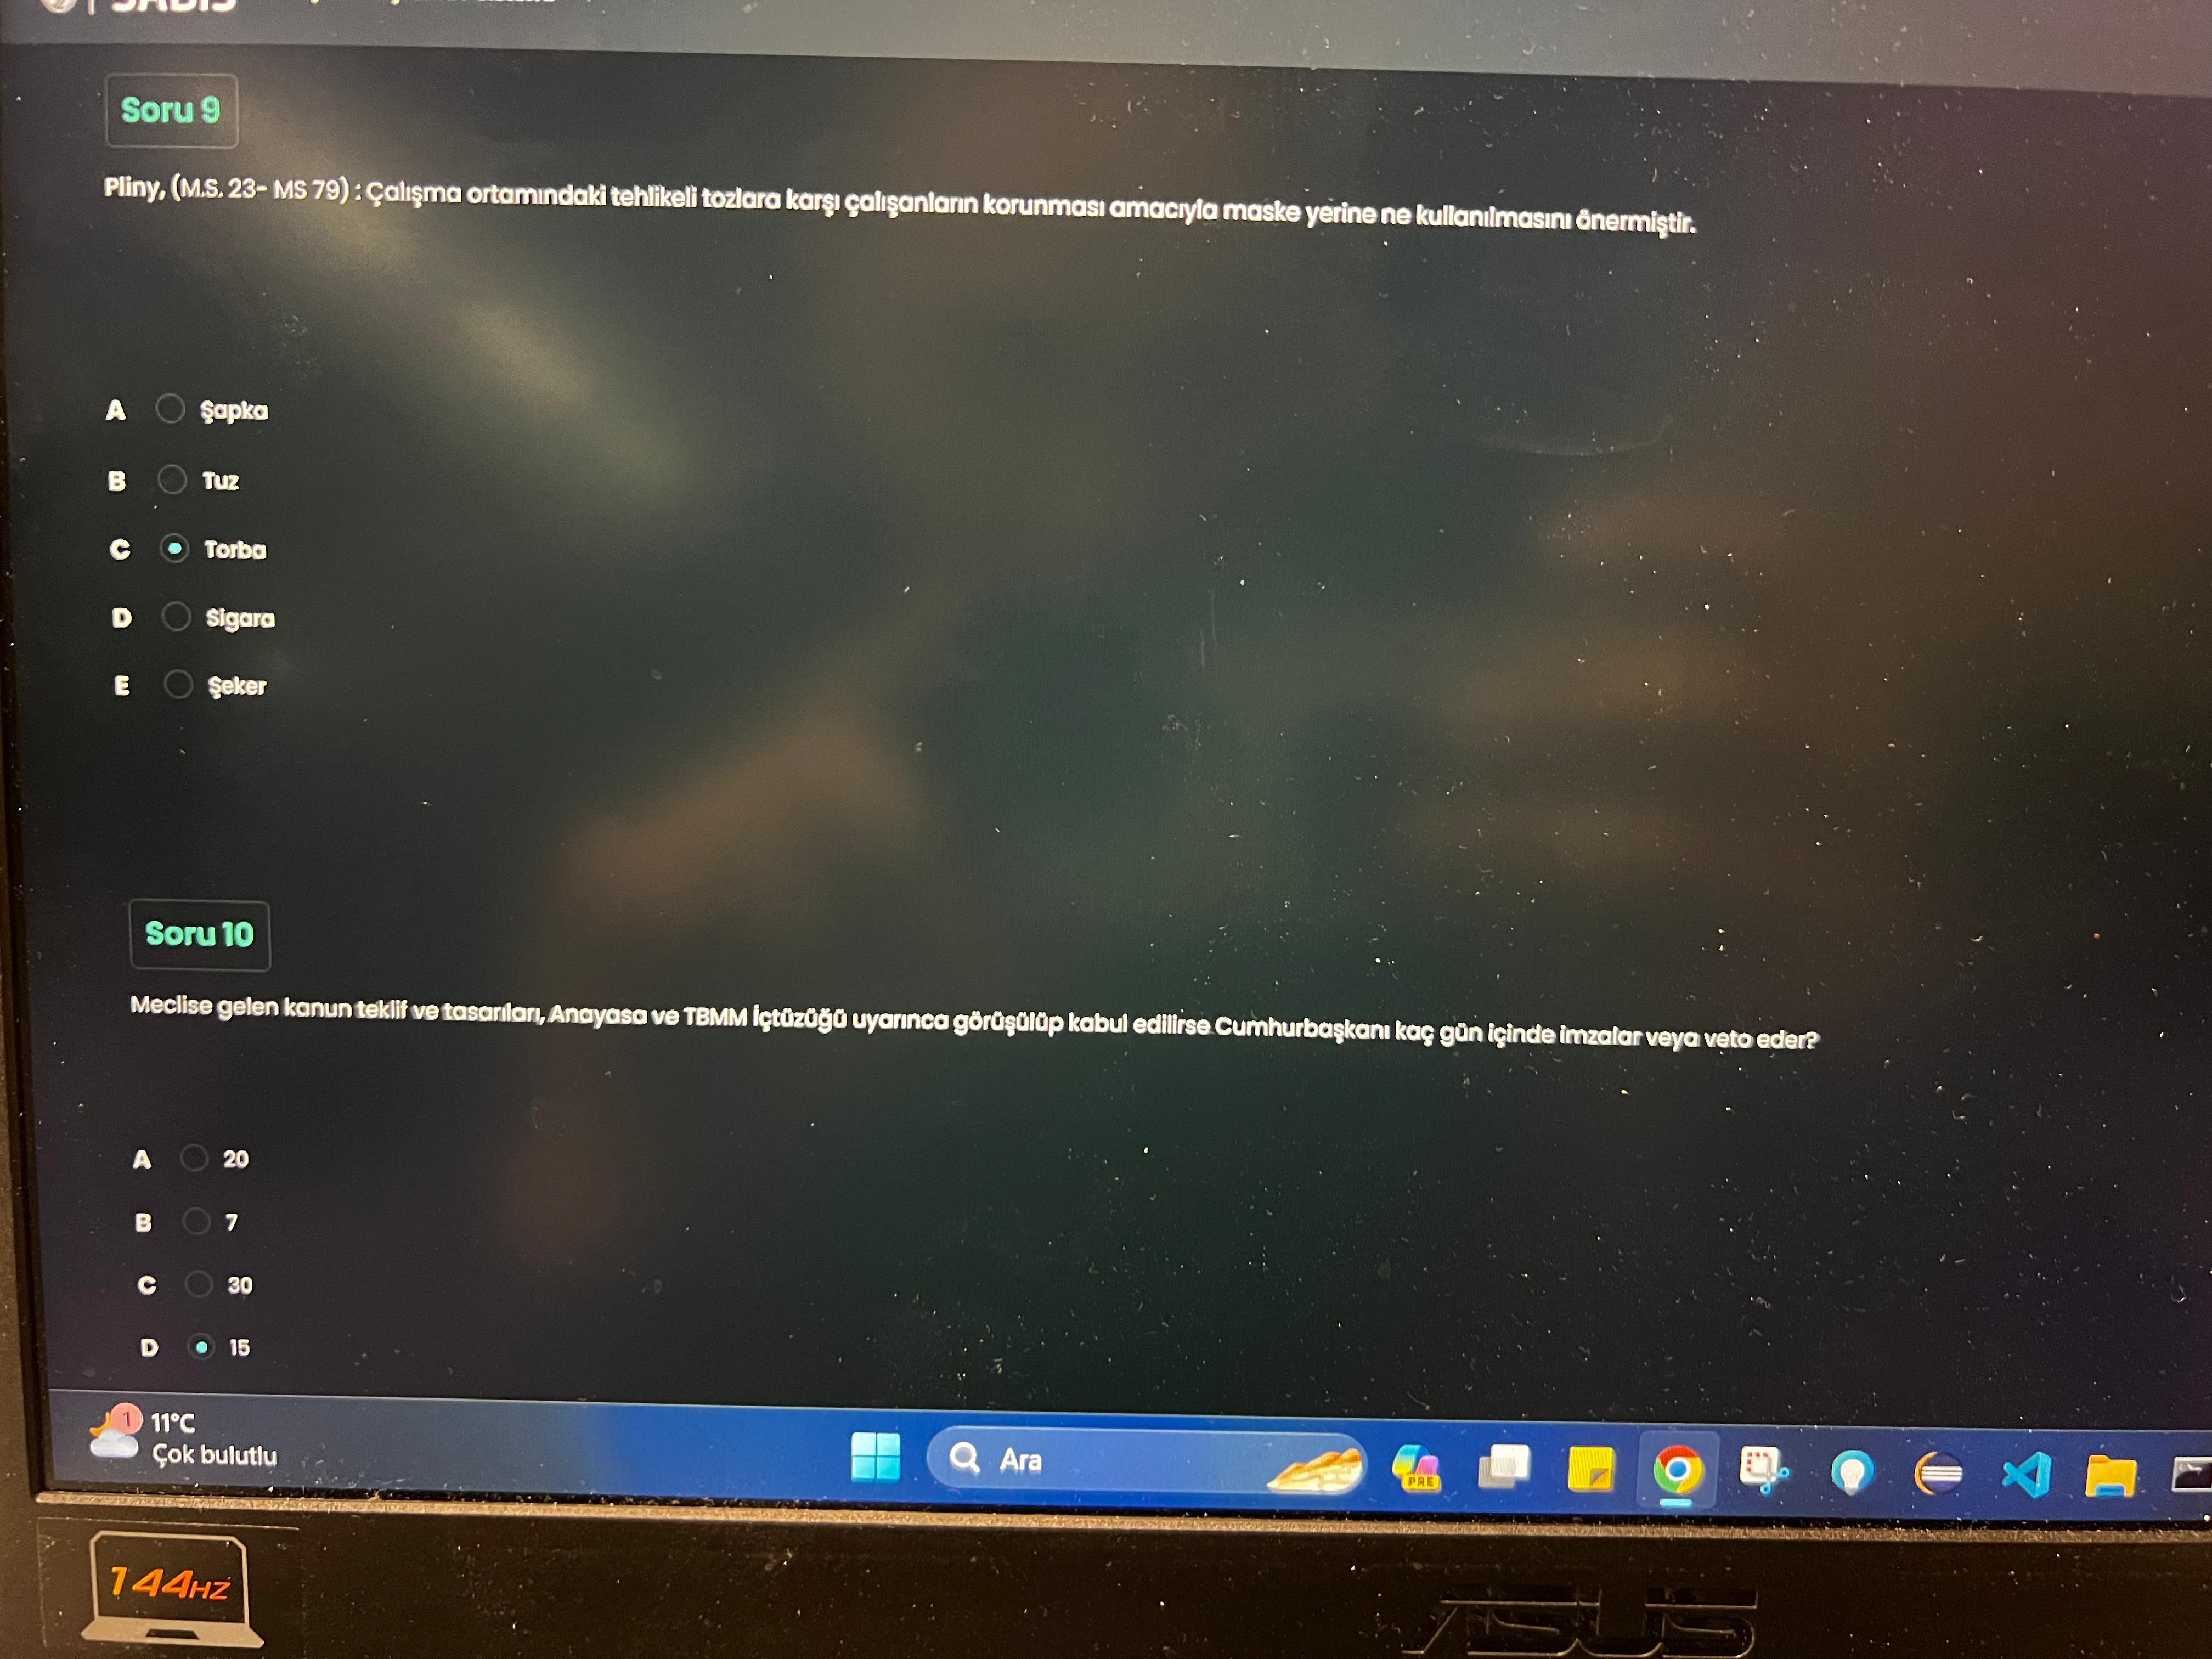 Soru 9
Pliny, (M.S. 23- MS 79) : Çalışma ortamındaki tehlikeli tozlara karşı çalışanların korunması amacıyla maske yerine ne kullanılmasını önermiştir.
A Şapka
B Tuz
C Torba
D Sigara
E Şeker
Soru 10
Meclise gelen kanun teklif ve tasarıları, Anayasa ve TBMM İçtüzüğü uyarınca görüşülüp kabul edilirse Cumhurbaşkanı kaç gün içinde imzalar veya veto eder?
A 20
B 7
C 30
D 15
1
11°C
Çok bulutlu
Ara
PRE
144HZ
ASUS